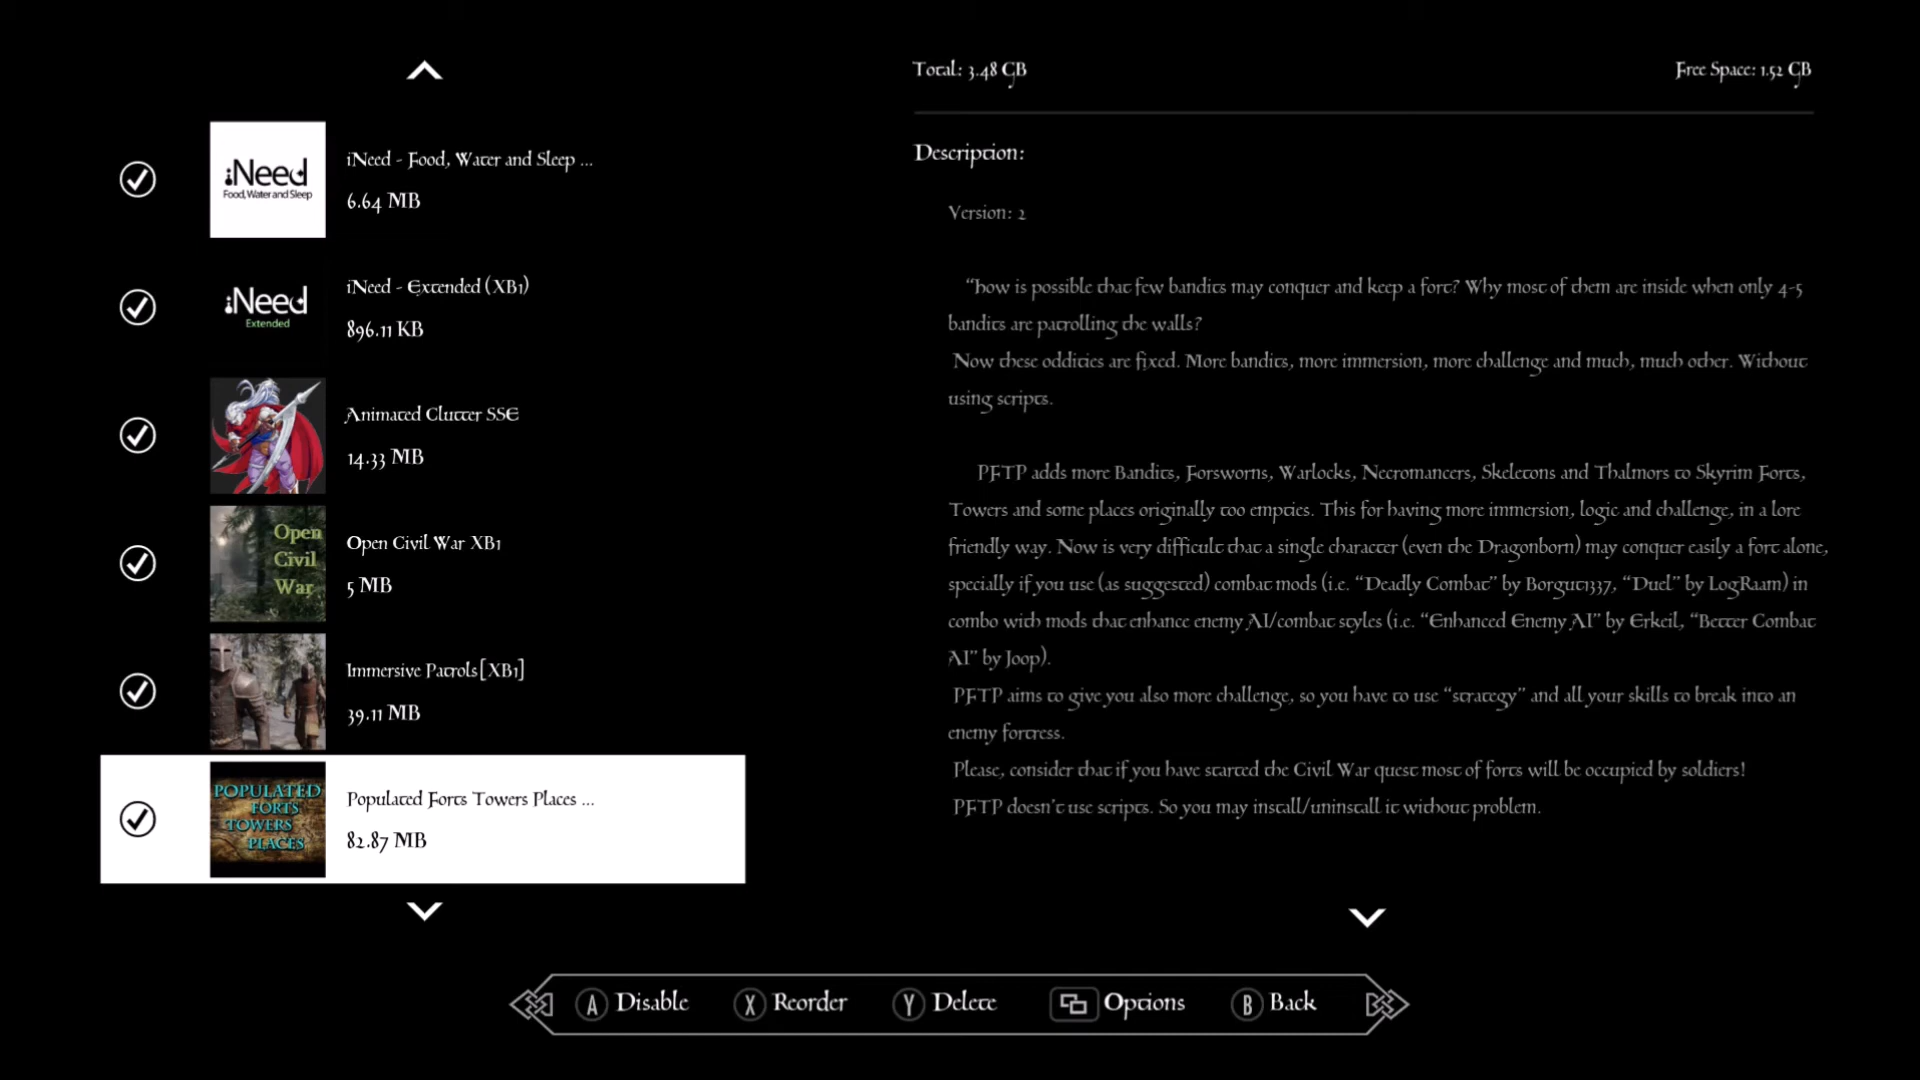 Total: 3.48 GB
Free Space: 1.52 GB
iNeed
Food, Water and Sleep
iNeed - Food, Water and Sleep ...
6.64 MB
iNeed
Extended
iNeed - Extended (XB1)
896.11 KB
Animated Clutter SSE
14.33 MB
Open
Civil
War
Open Civil War XB1
5 MB
Immersive Patrols[XB1]
39.11 MB
POPULATED
FORTS
TOWERS
PLACES
Populated Forts Towers Places ...
82.87 MB
Description:
Version: 2
"how is possible that few bandits may conquer and keep a fort? Why most of them are inside when only 4-5
bandits are patrolling the walls?
Now these oddities are fixed. More bandits, more immersion, more challenge and much, much other. Without
using scripts.
PFTP adds more Bandits, Forsworns, Warlocks, Necromancers, Skeletons and Thalmors to Skyrim Forts,
Towers and some places originally too empties. This for having more immersion, logic and challenge, in a lore
friendly way. Now is very difficult that a single character (even the Dragonborn) may conquer easily a fort alone,
specially if you use (as suggested) combat mods (i.e. "Deadly Combat" by Borgut1337, "Duel" by LogRaam) in
combo with mods that enhance enemy AI/combat styles (i.e. "Enhanced Enemy AI" by Erkeil, "Better Combat
AI" by Joop).
PFTP aims to give you also more challenge, so you have to use "strategy" and all your skills to break into an
enemy fortress.
Please, consider that if you have started the Civil War quest most of forts will be occupied by soldiers!
PFTP doesn't use scripts. So you may install/uninstall it without problem.
A Disable X Reorder Y Delete Options B Back